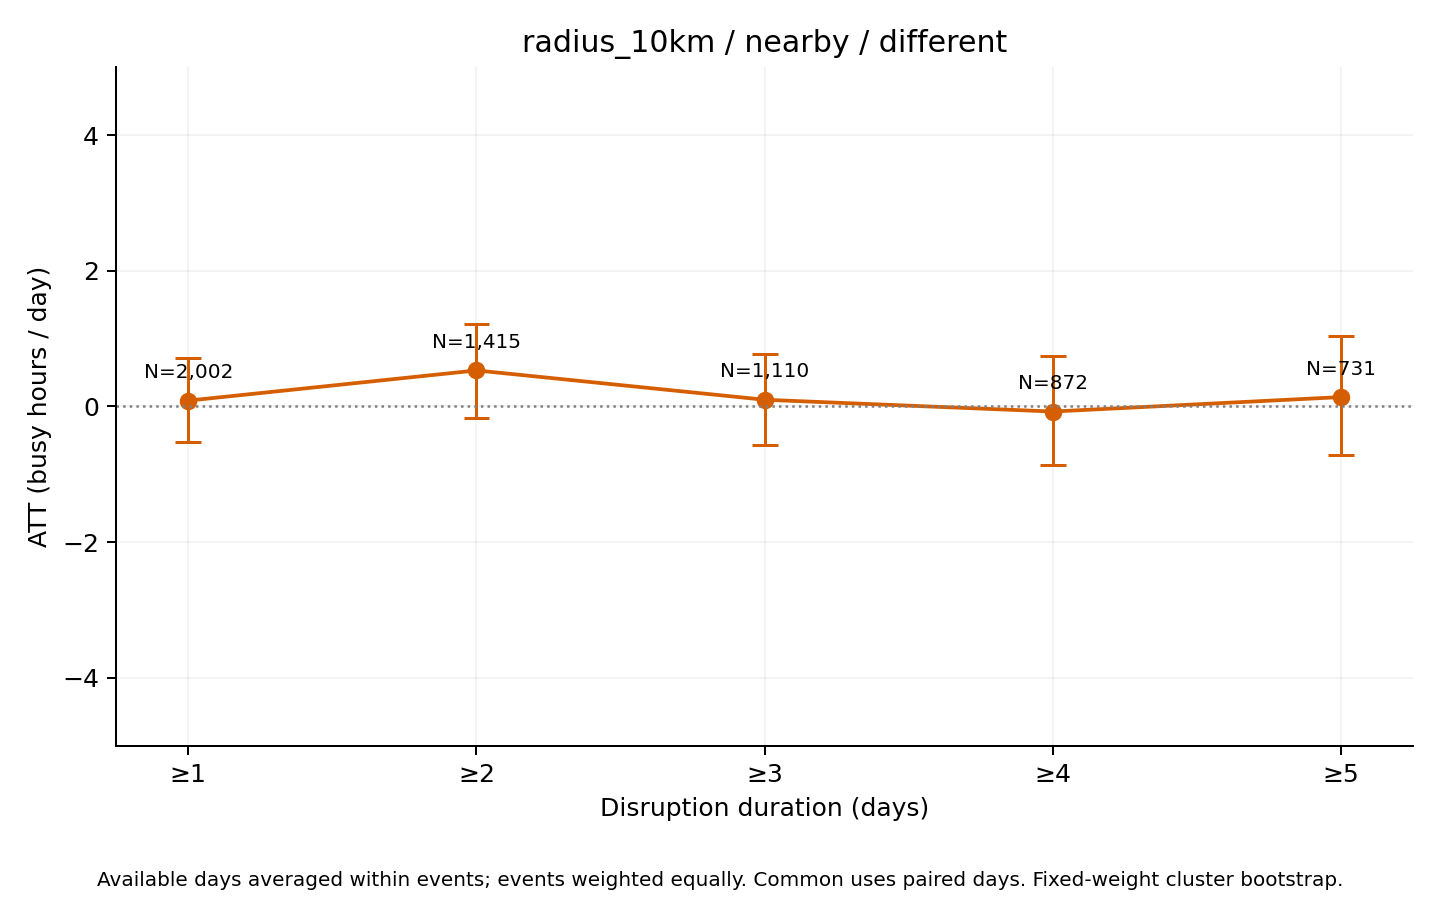 radius_10km / nearby / different
ATT (busy hours / day)
4
2
0
−2
−4
N=2,002
N=1,415
N=1,110
N=872
N=731
≥1
≥2
≥3
≥4
≥5
Disruption duration (days)
Available days averaged within events; events weighted equally. Common uses paired days. Fixed-weight cluster bootstrap.